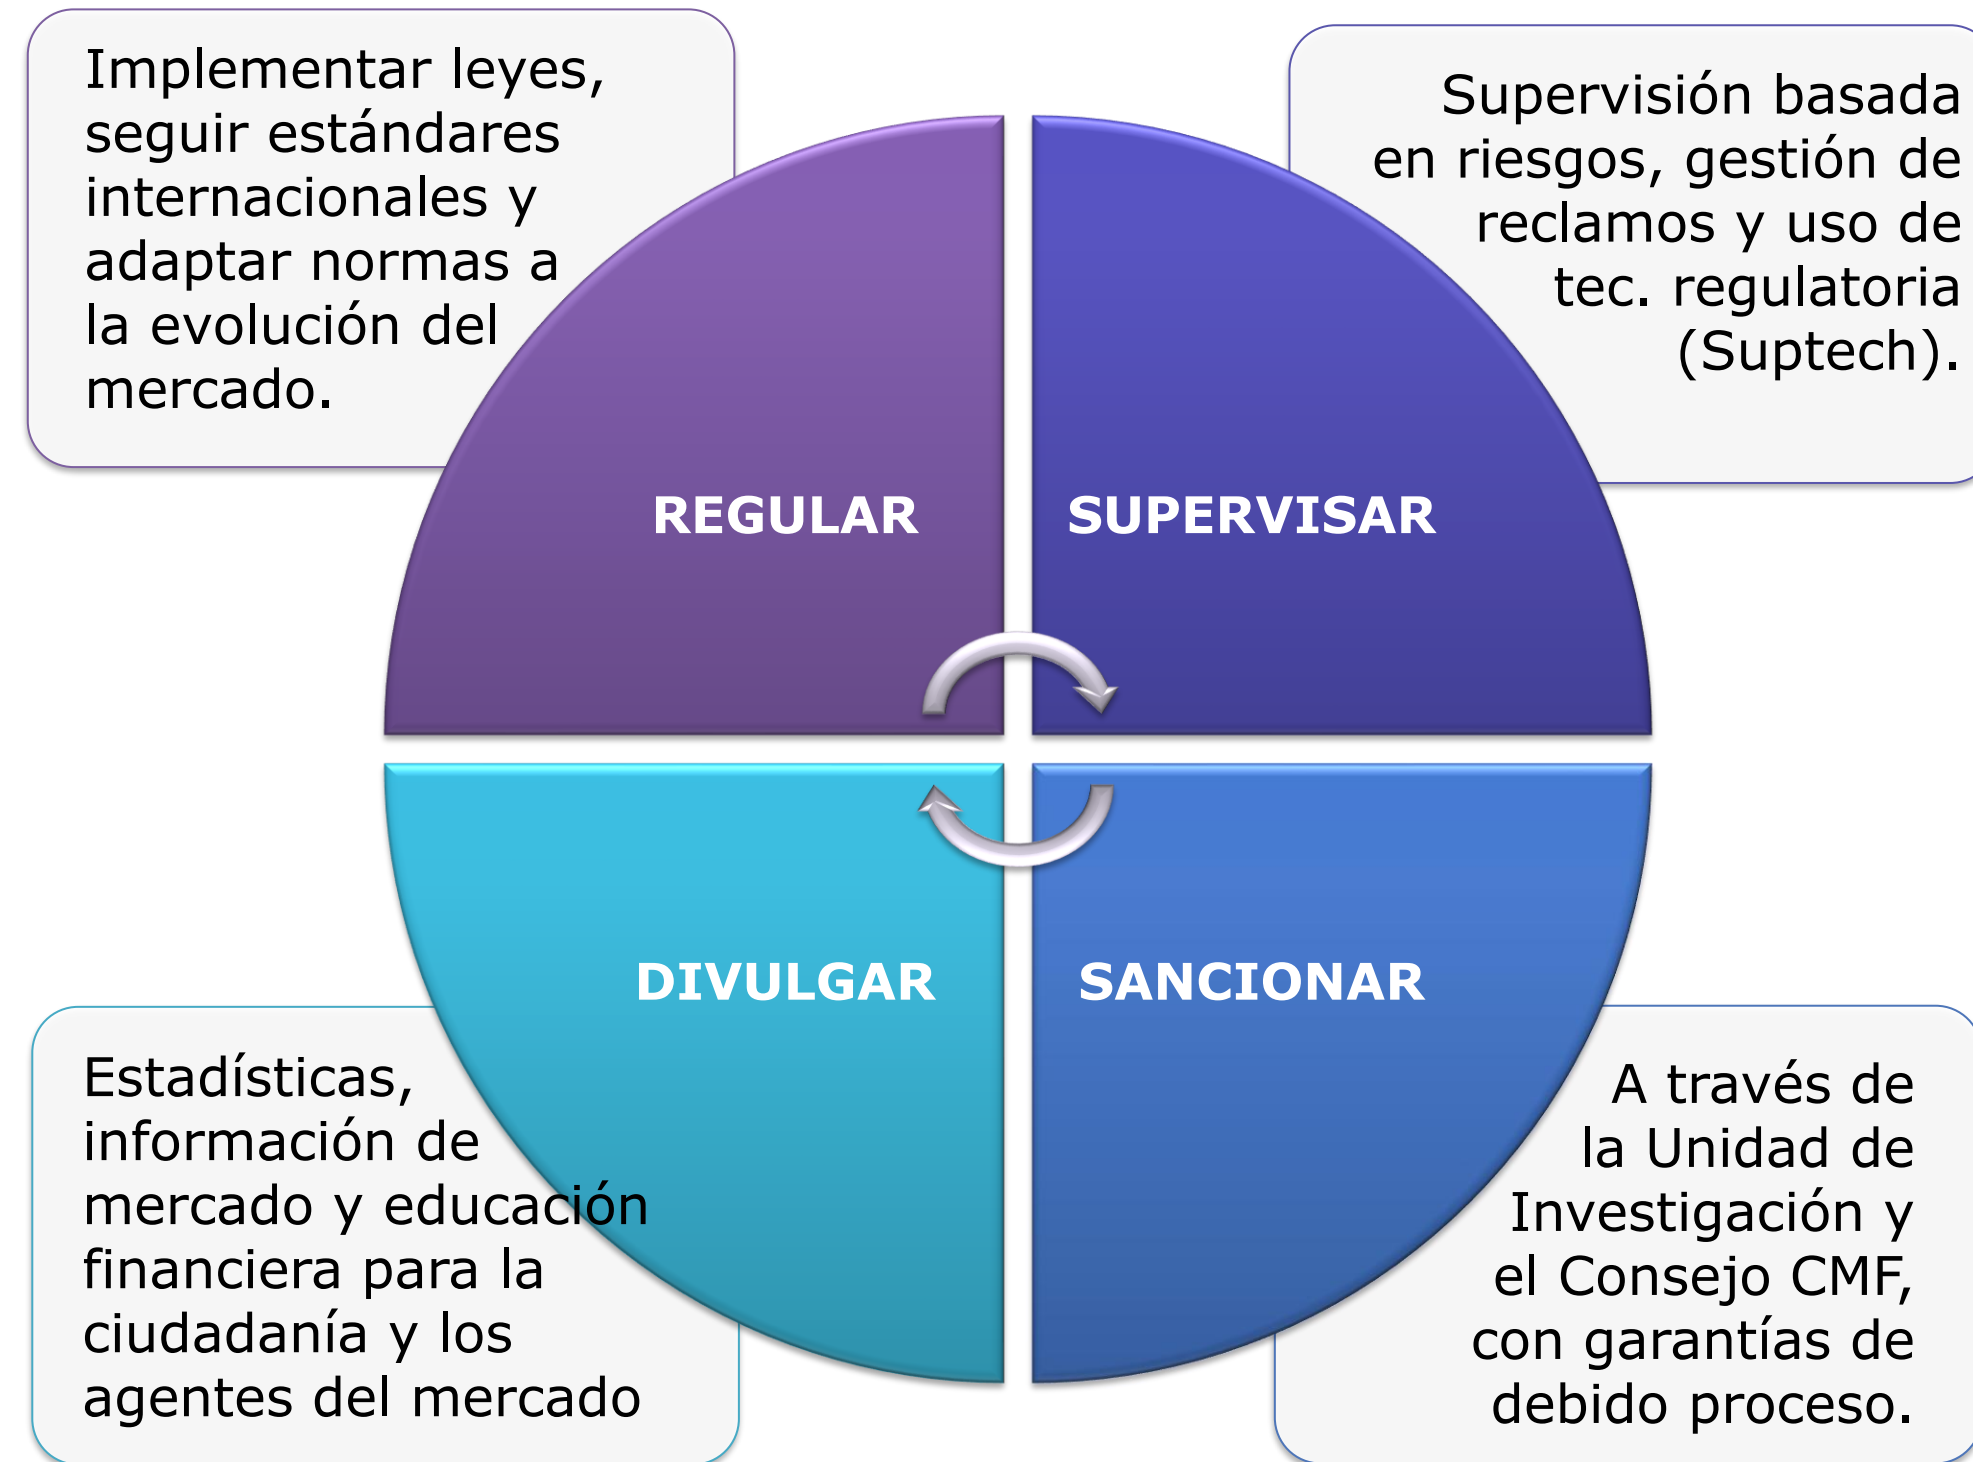 Implementar leyes,
seguir estándares
internacionales y
adaptar normas a
la evolución del
mercado.
Supervisión basada
en riesgos, gestión de
reclamos y uso de
tec. regulatoria
(Suptech).
REGULAR
SUPERVISAR
DIVULGAR
SANCIONAR
Estadísticas,
información de
mercado y educación
financiera para la
ciudadanía y los
agentes del mercado
A través de
la Unidad de
Investigación y
el Consejo CMF,
con garantías de
debido proceso.